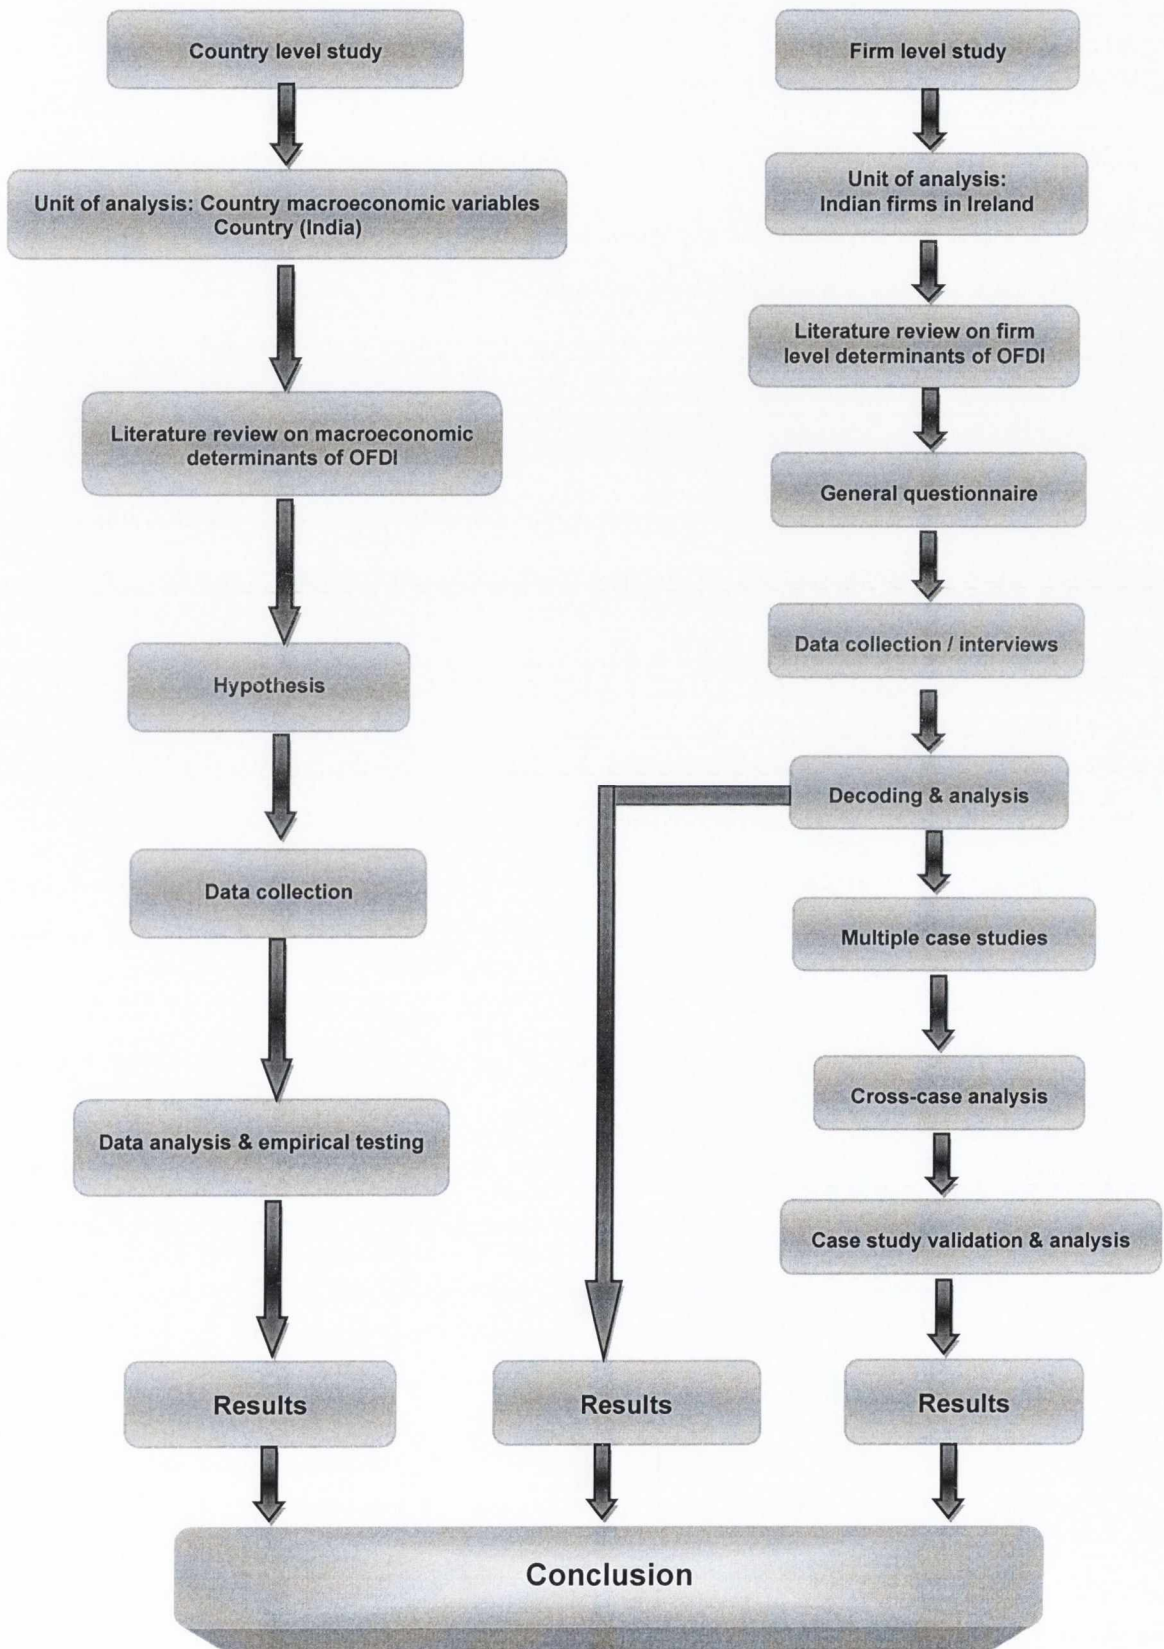 Country level study
Unit of analysis: Country macroeconomic variables
Country (India)
Literature review on macroeconomic
determinants of OFDI
Hypothesis
Data collection
Data analysis & empirical testing
Results
Firm level study
Unit of analysis:
Indian firms in Ireland
Literature review on firm
level determinants of OFDI
General questionnaire
Data collection / interviews
Decoding & analysis
Multiple case studies
Cross-case analysis
Case study validation & analysis
Results
Results
Conclusion